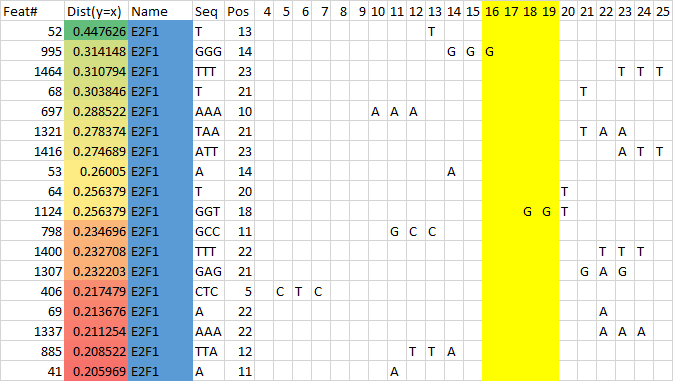 Feat# Dist(y=x) Name Seq Pos 4 5 6 7 8 9 10 11 12 13 14 15 16 17 18 19 20 21 22 23 24 25
52 0.447626 E2F1 T 13 T
995 0.314148 E2F1 GGG 14 G G G
1464 0.310794 E2F1 TTT 23 T T T
68 0.303846 E2F1 T 21 T
697 0.288522 E2F1 AAA 10 A A A
1321 0.278374 E2F1 TAA 21 T A A
1416 0.274689 E2F1 ATT 23 A T T
53 0.26005 E2F1 A 14 A
64 0.256379 E2F1 T 20 T
1124 0.256379 E2F1 GGT 18 G G T
798 0.234696 E2F1 GCC 11 G C C
1400 0.232708 E2F1 TTT 22 T T T
1307 0.232203 E2F1 GAG 21 G A G
406 0.217479 E2F1 CTC 5 C T C
69 0.213676 E2F1 A 22 A
1337 0.211254 E2F1 AAA 22 A A A
885 0.208522 E2F1 TTA 12 T T A
41 0.205969 E2F1 A 11 A